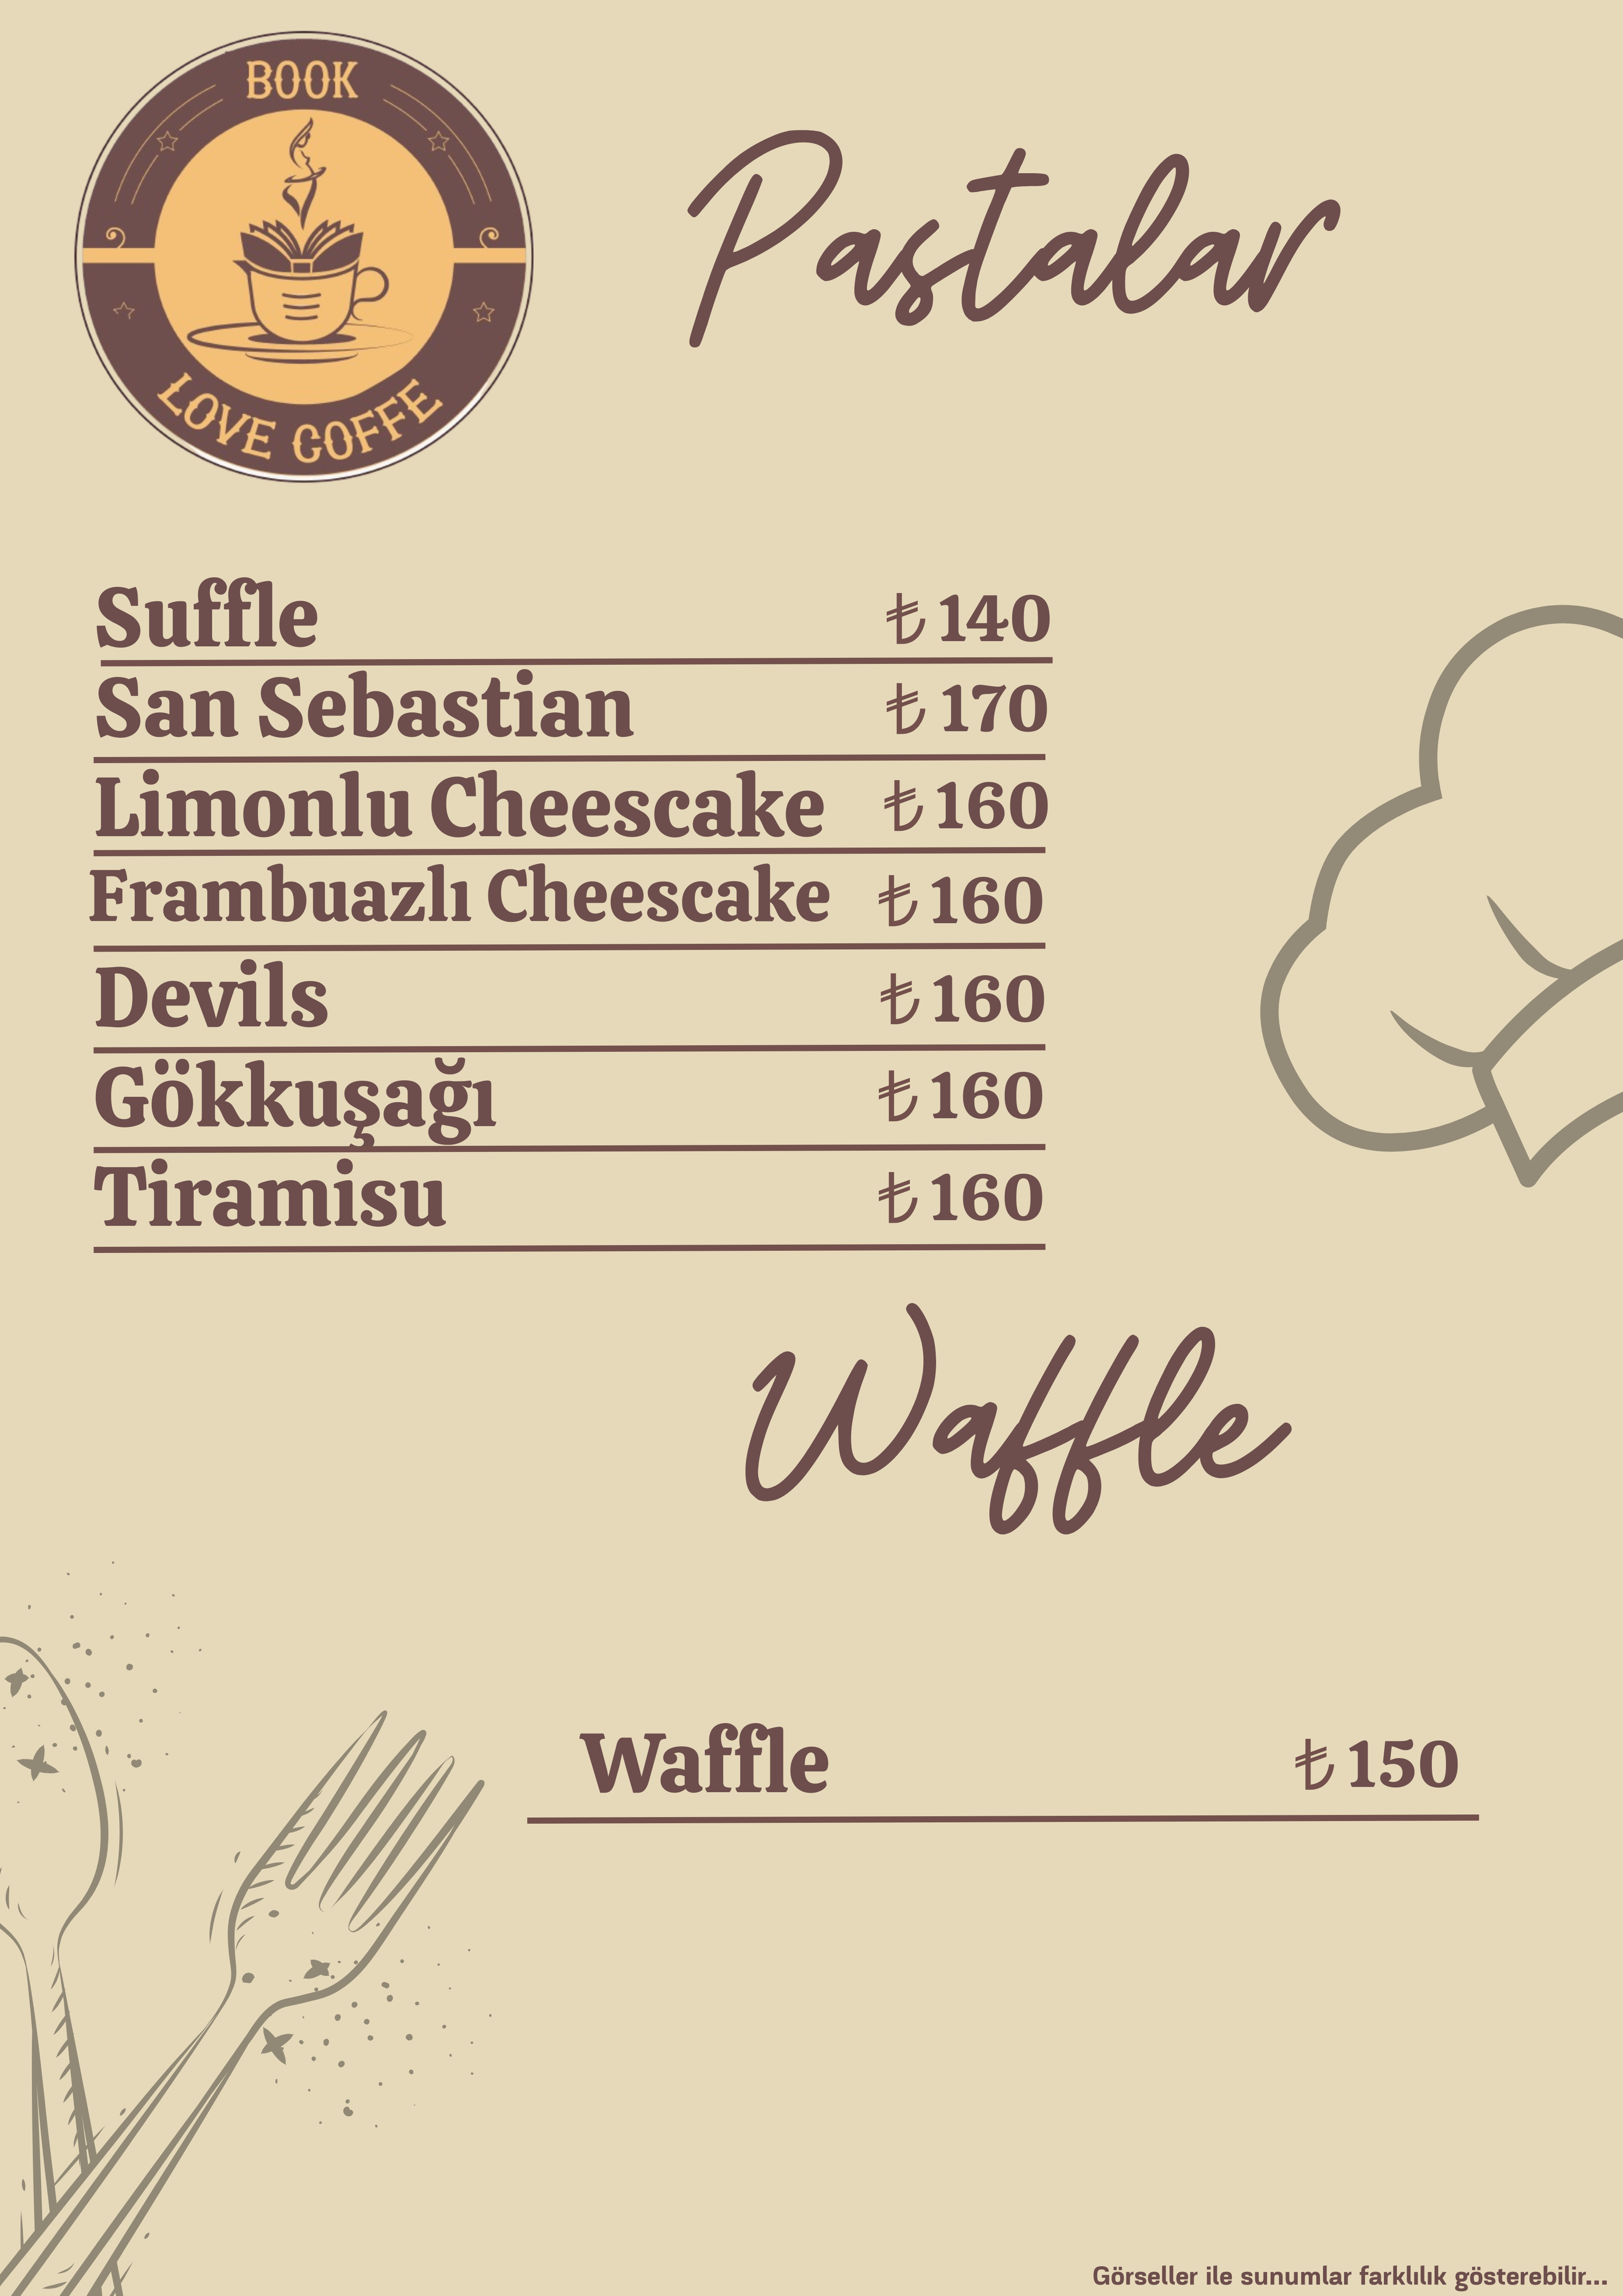 BOOK
LOVE COFFE
Pastalar
Suffle ₺140
San Sebastian ₺170
Limonlu Cheescake ₺160
Frambuazlı Cheescake ₺160
Devils ₺160
Gökkuşağı ₺160
Tiramisu ₺160
Waffle
Waffle ₺150
Görseller ile sunumlar farklılık gösterebilir...